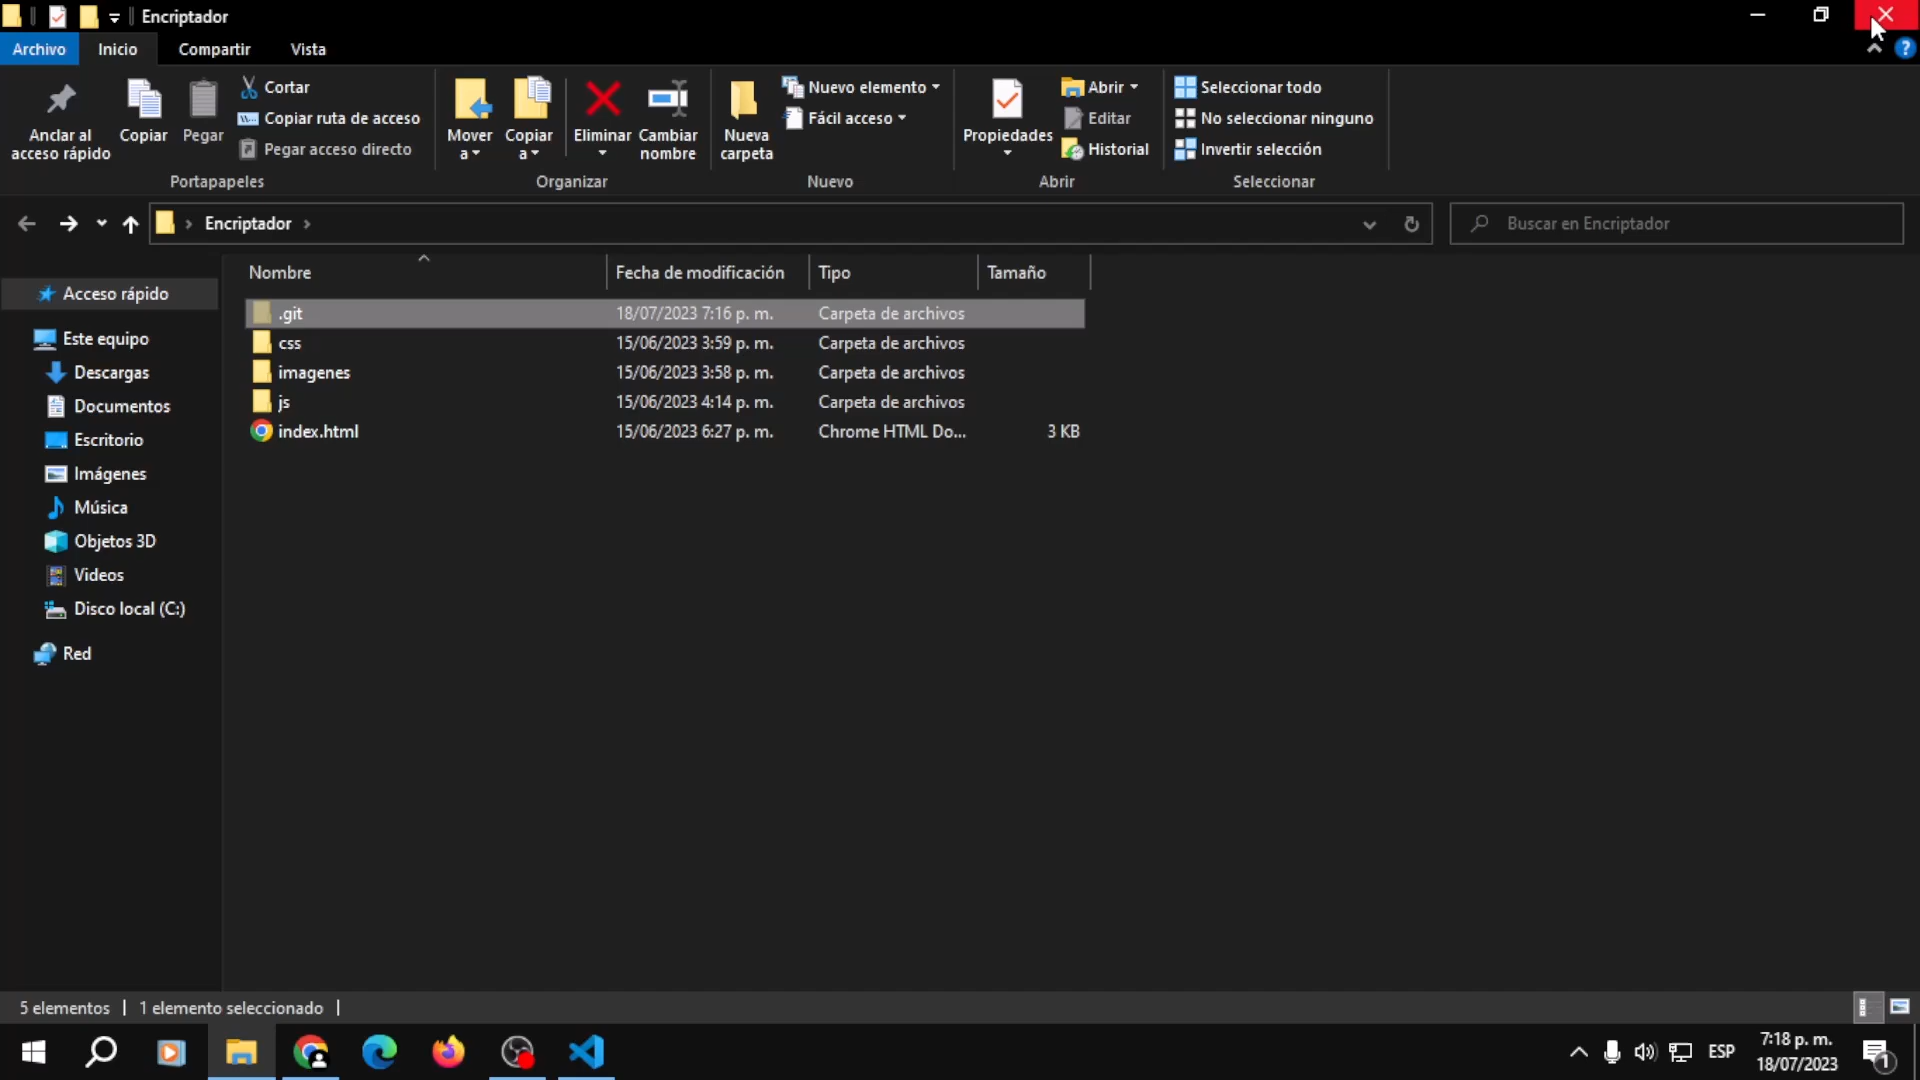 Encriptador
Archivo Inicio Compartir Vista
Anclar al acceso rápido
Copiar
Pegar
Cortar
Copiar ruta de acceso
Pegar acceso directo
Portapapeles
Mover a
Copiar a
Eliminar
Cambiar nombre
Organizar
Nueva carpeta
Nuevo elemento
Fácil acceso
Nuevo
Propiedades
Abrir
Editar
Historial
Abrir
Seleccionar todo
No seleccionar ninguno
Invertir selección
Seleccionar
Encriptador
Buscar en Encriptador
Nombre Fecha de modificación Tipo Tamaño
.git 18/07/2023 7:16 p. m. Carpeta de archivos
css 15/06/2023 3:59 p. m. Carpeta de archivos
imagenes 15/06/2023 3:58 p. m. Carpeta de archivos
js 15/06/2023 4:14 p. m. Carpeta de archivos
index.html 15/06/2023 6:27 p. m. Chrome HTML Do... 3 KB
Acceso rápido
Este equipo
Descargas
Documentos
Escritorio
Imágenes
Música
Objetos 3D
Videos
Disco local (C:)
Red
5 elementos 1 elemento seleccionado
ESP
7:18 p. m.
18/07/2023
1